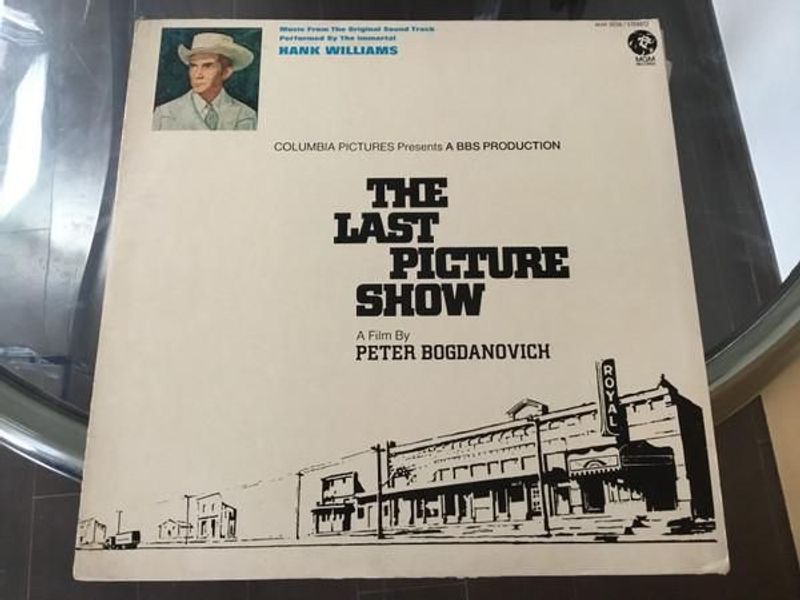 Music From The Original Sound Track
Performed By The Immortal
HANK WILLIAMS
MGM
RECORDS
COLUMBIA PICTURES Presents A BBS PRODUCTION
THE
LAST
PICTURE
SHOW
A Film By
PETER BOGDANOVICH
ROYAL